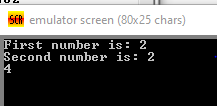 emulator screen (80x25 chars)
First number is: 2
Second number is: 2
4